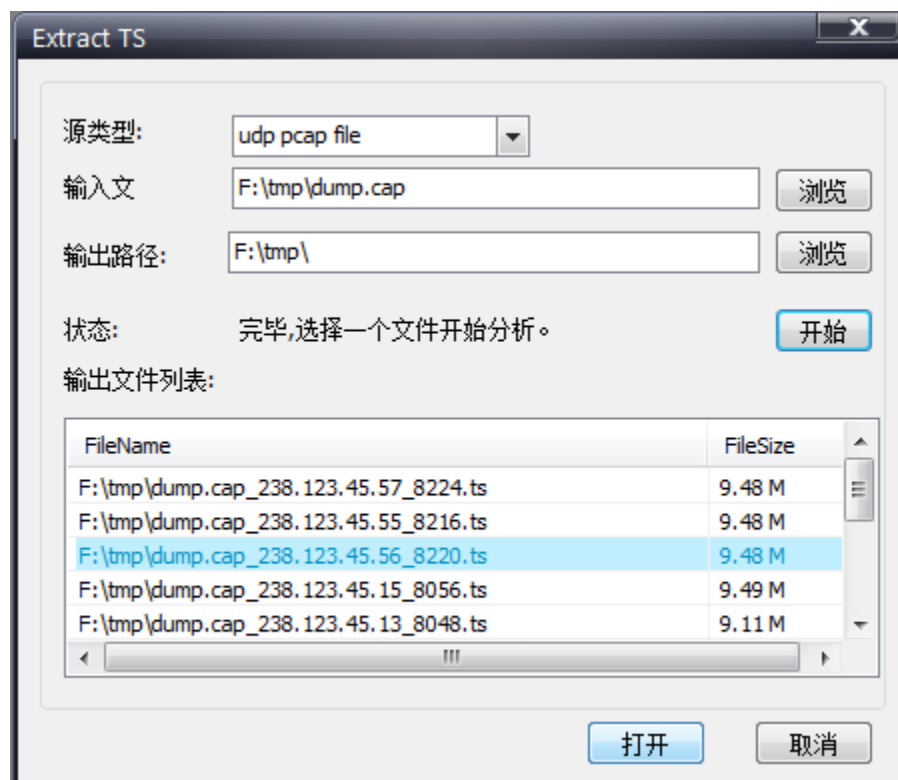 Extract TS
源类型: udp pcap file
输入文 F:\tmp\dump.cap 浏览
输出路径: F:\tmp\ 浏览
状态: 完毕,选择一个文件开始分析。 开始
输出文件列表:
FileName FileSize
F:\tmp\dump.cap_238.123.45.57_8224.ts 9.48 M
F:\tmp\dump.cap_238.123.45.55_8216.ts 9.48 M
F:\tmp\dump.cap_238.123.45.56_8220.ts 9.48 M
F:\tmp\dump.cap_238.123.45.15_8056.ts 9.49 M
F:\tmp\dump.cap_238.123.45.13_8048.ts 9.11 M
打开 取消